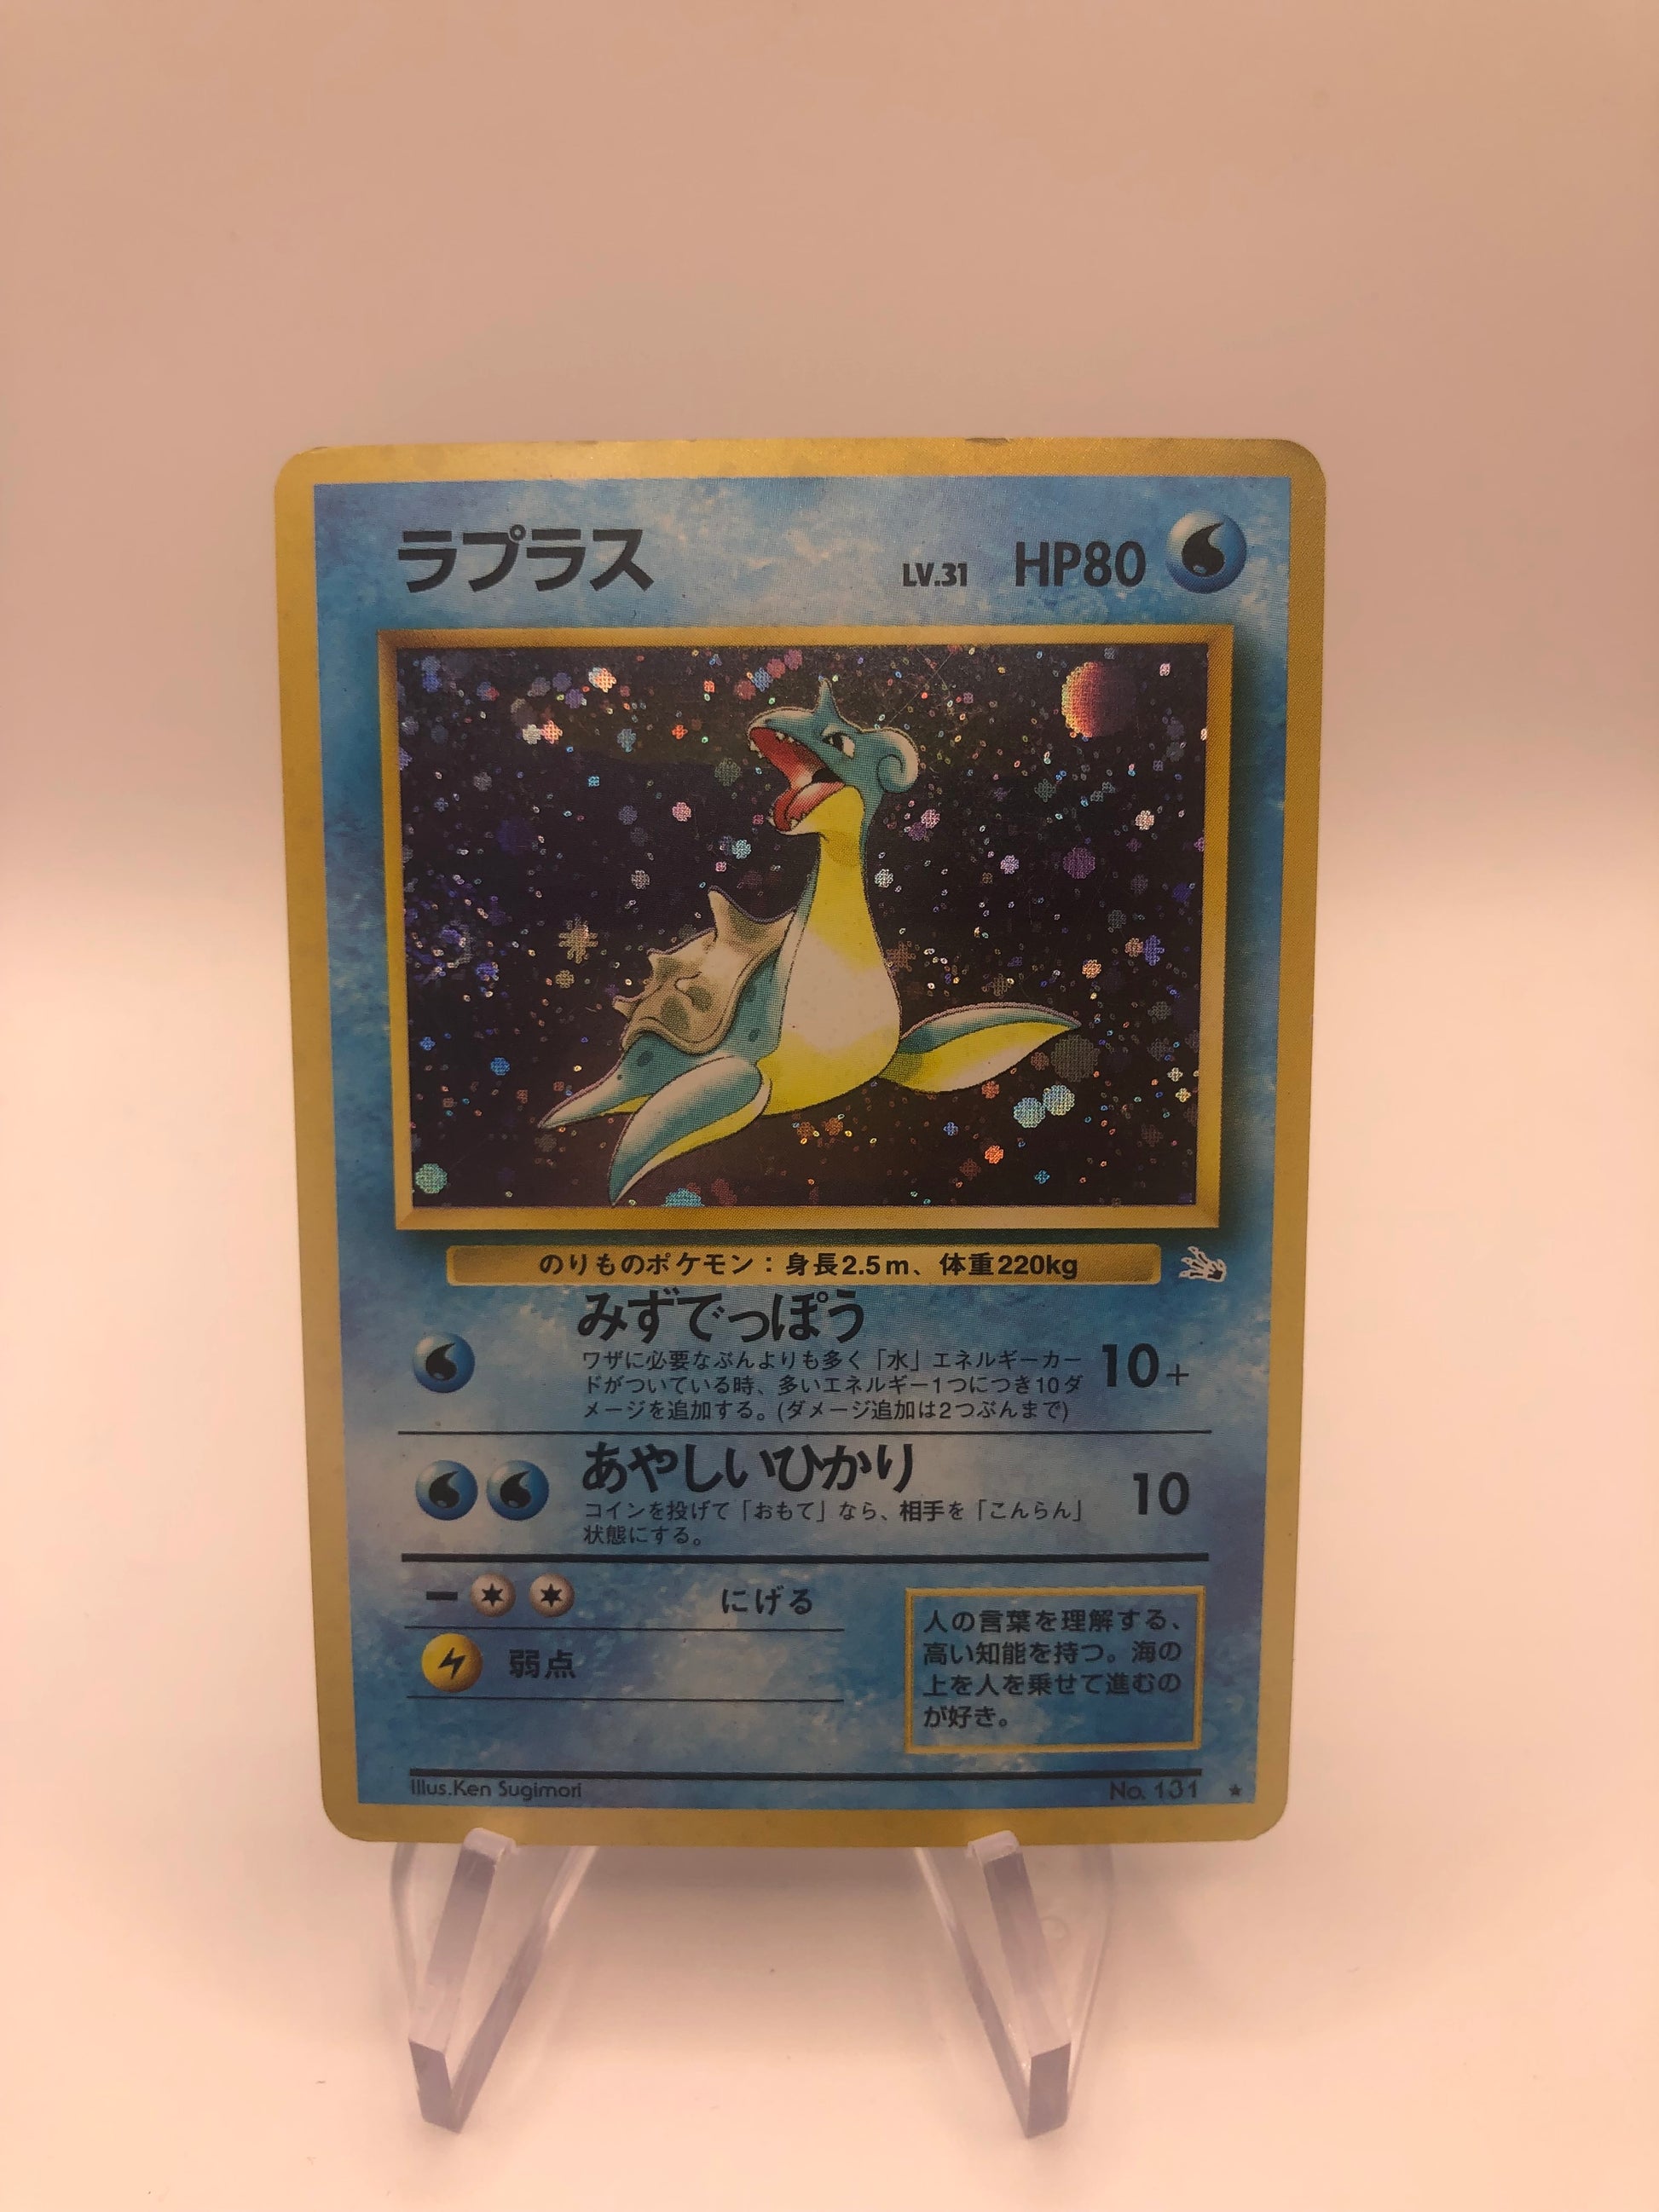 ラプラス LV.31 HP80
のりものポケモン：身長2.5m、体重220kg
みずでっぽう
ワザに必要なぶんよりも多く「水」エネルギーカー
ドがついている時、多いエネルギー1つにつき10ダ
メージを追加する。(ダメージ追加は2つぶんまで)
10+
あやしいひかり
コインを投げて「おもて」なら、相手を「こんらん」
状態にする。
10
にげる
弱点
人の言葉を理解する、
高い知能を持つ。海の
上を人を乗せて進むの
が好き。
Illus.Ken Sugimori No. 131 ★